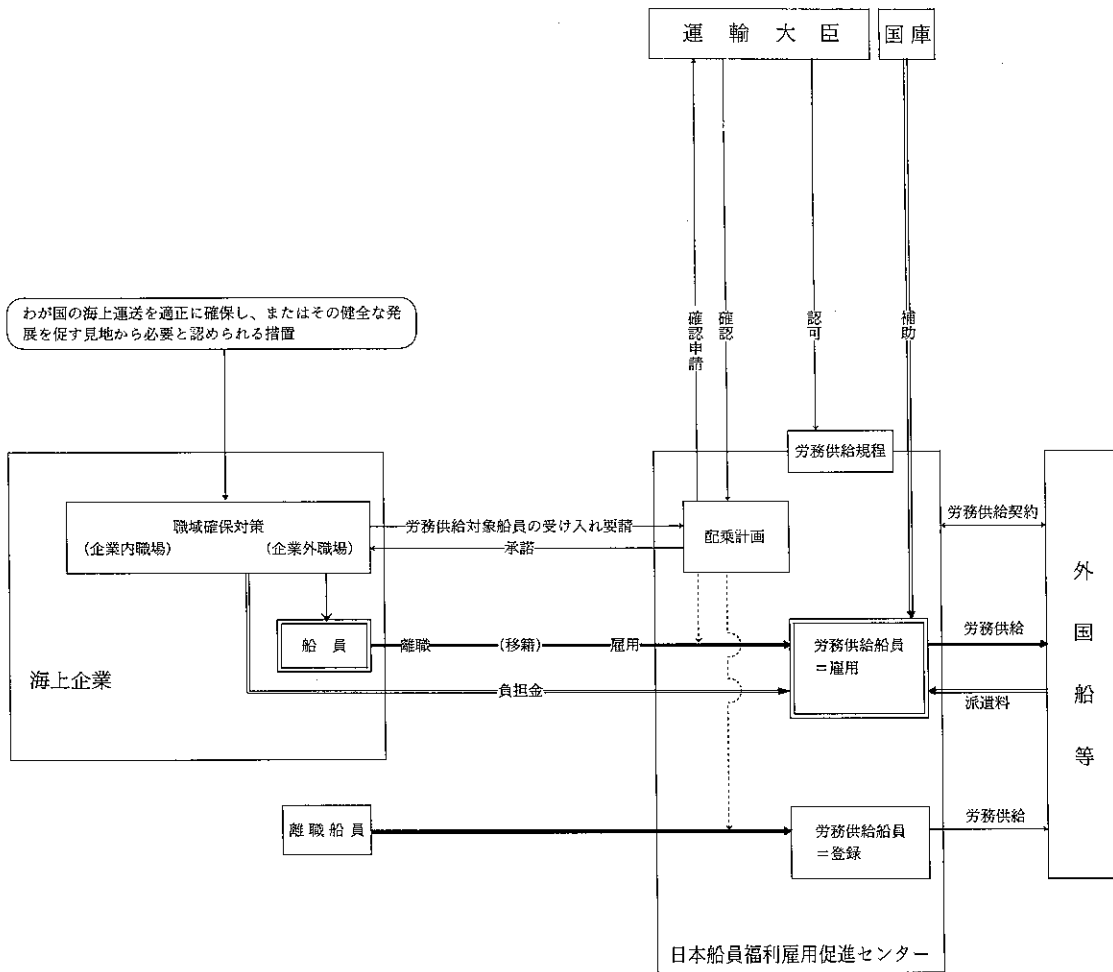 運輸大臣
国庫
確認申請
確認
認可
補助
わが国の海上運送を適正に確保し、またはその健全な発
展を促す見地から必要と認められる措置
労務供給規程
職域確保対策
(企業内職場)
(企業外職場)
労務供給対象船員の受け入れ要請
承諾
配乗計画
労務供給契約
外国船等
船員
離職
(移籍)
雇用
労務供給船員
=雇用
労務供給
海上企業
負担金
派遣料
離職船員
労務供給船員
=登録
労務供給
日本船員福利雇用促進センター